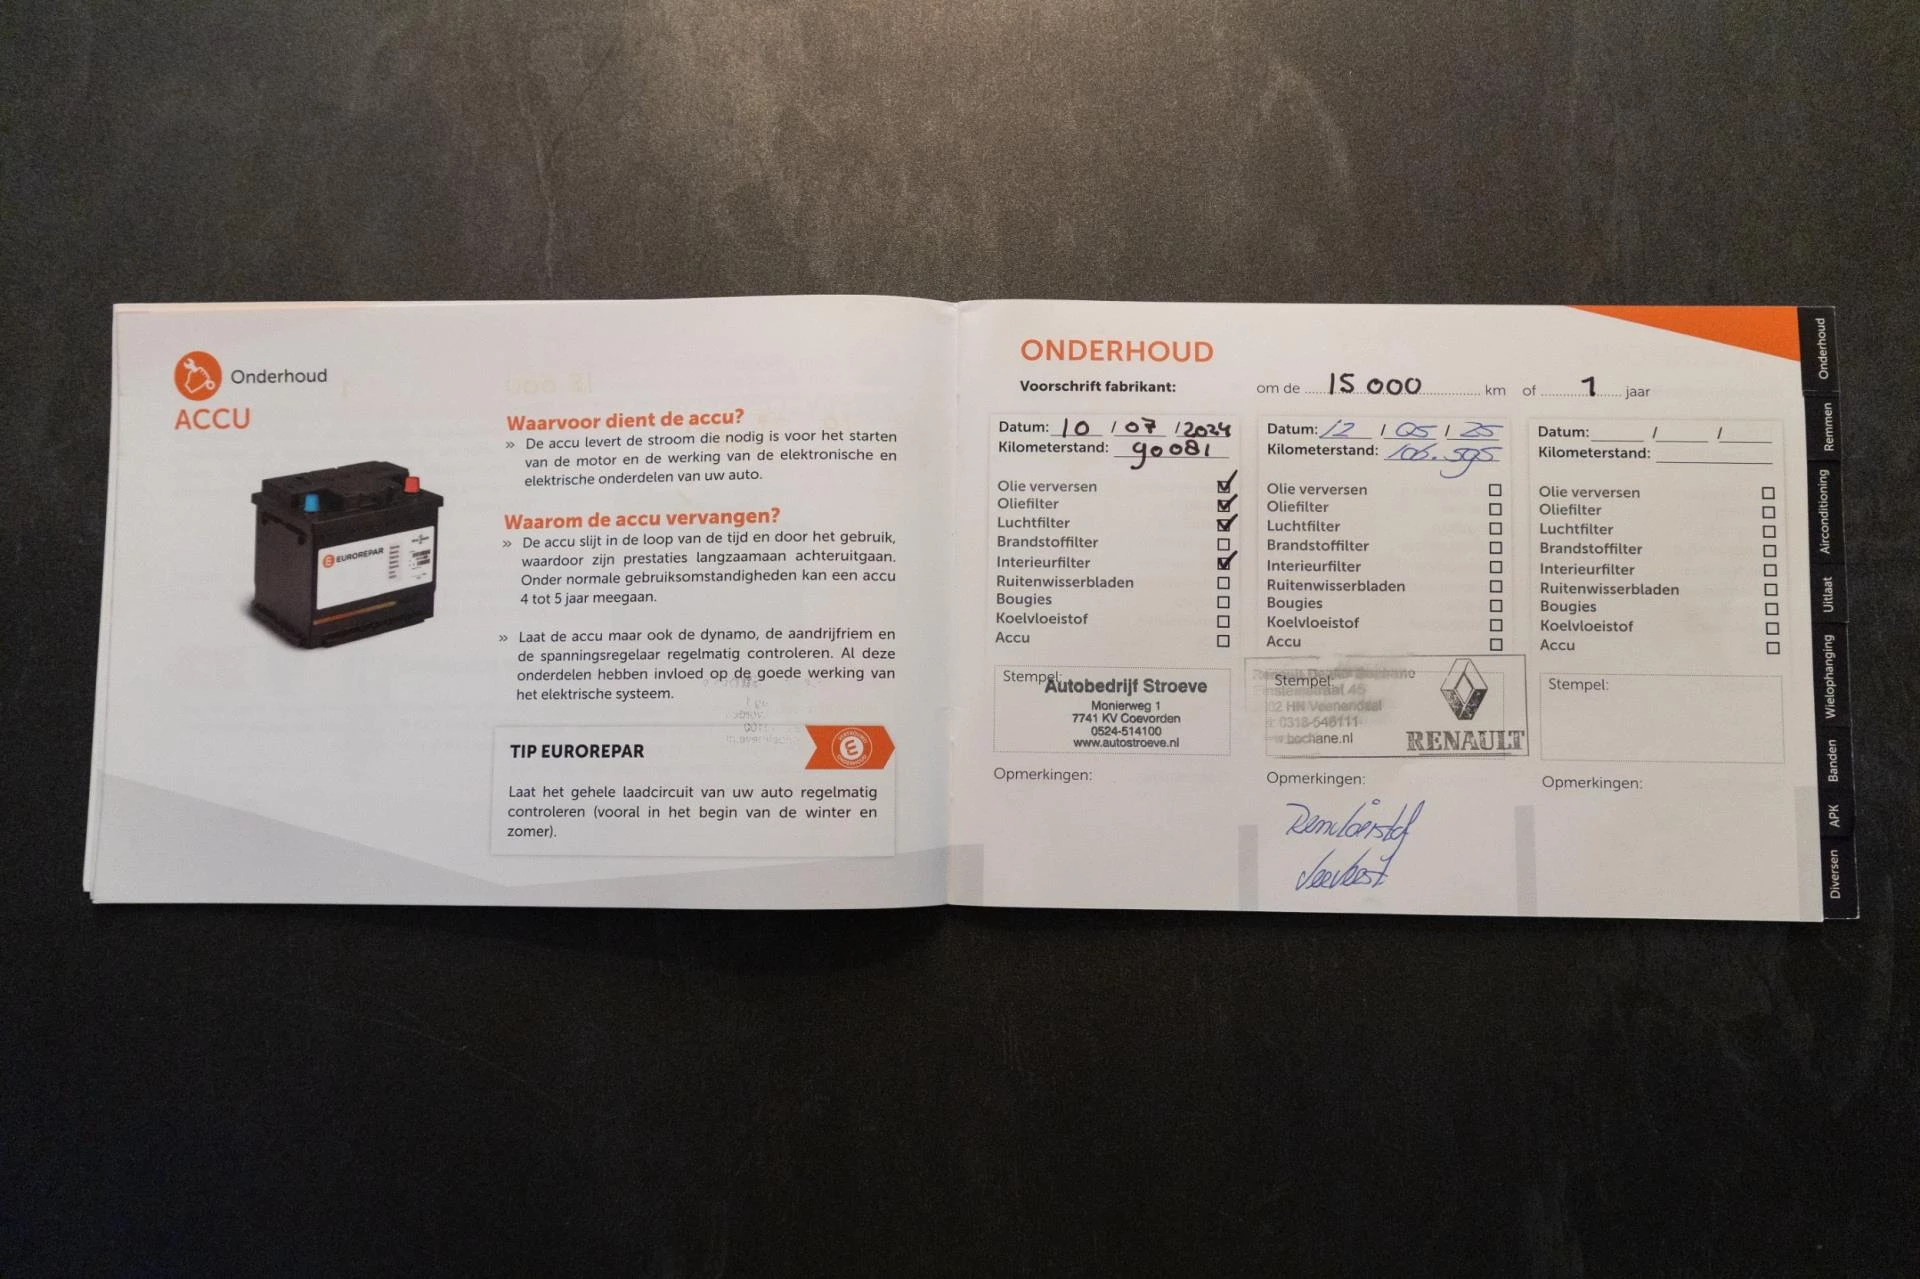 Onderhoud
ACCU
EUROREPAR
Waarvoor dient de accu?
» De accu levert de stroom die nodig is voor het starten
van de motor en de werking van de elektronische en
elektrische onderdelen van uw auto.
Waarom de accu vervangen?
» De accu slijt in de loop van de tijd en door het gebruik,
waardoor zijn prestaties langzaamaan achteruitgaan.
Onder normale gebruiksomstandigheden kan een accu
4 tot 5 jaar meegaan.
» Laat de accu maar ook de dynamo, de aandrijfriem en
de spanningsregelaar regelmatig controleren. Al deze
onderdelen hebben invloed op de goede werking van
het elektrische systeem.
TIP EUROREPAR
Laat het gehele laadcircuit van uw auto regelmatig
controleren (vooral in het begin van de winter en
zomer).
ONDERHOUD
Voorschrift fabrikant: om de 15 000 km of 1 jaar
Datum: 10 / 07 / 2024
Kilometerstand: 90081
Olie verversen
Oliefilter
Luchtfilter
Brandstoffilter
Interieurfilter
Ruitenwisserbladen
Bougies
Koelvloeistof
Accu
Stempel:
Autobedrijf Stroeve
Monierweg 1
7741 KV Coevorden
0524-514100
www.autostroeve.nl
Opmerkingen:
Datum: 12 / 05 / 25
Kilometerstand:
Olie verversen
Oliefilter
Luchtfilter
Brandstoffilter
Interieurfilter
Ruitenwisserbladen
Bougies
Koelvloeistof
Accu
Stempel:
Renault Dealer Bochane
45
HN Veenendaal
0318-546111
bochane.nl
RENAULT
Opmerkingen:
Datum: / /
Kilometerstand:
Olie verversen
Oliefilter
Luchtfilter
Brandstoffilter
Interieurfilter
Ruitenwisserbladen
Bougies
Koelvloeistof
Accu
Stempel:
Opmerkingen:
Onderhoud
Remmen
Airconditioning
Uitlaat
Wielophanging
Banden
APK
Diversen